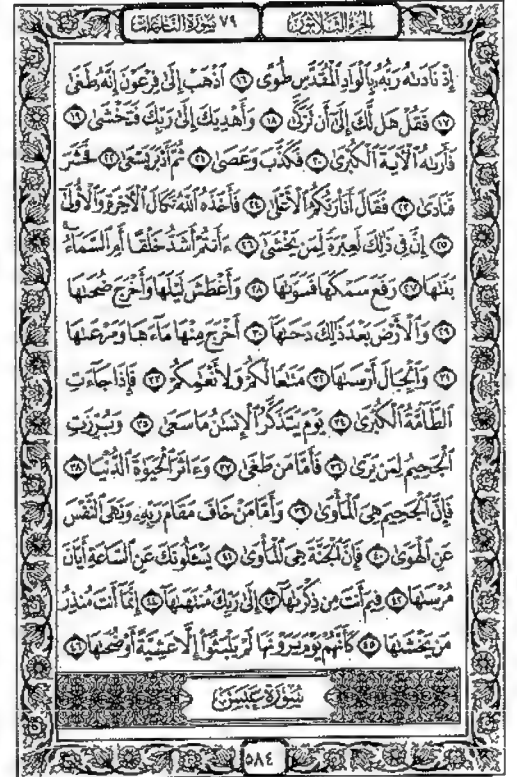 الجزء الثلاثون ٧٩ سورة النازعات
إِذْ نَادَىٰهُ رَبُّهُۥ بِٱلْوَادِ ٱلْمُقَدَّسِ طُوًى ١٦ ٱذْهَبْ إِلَىٰ فِرْعَوْنَ إِنَّهُۥ طَغَىٰ
١٧ فَقُلْ هَل لَّكَ إِلَىٰٓ أَن تَزَكَّىٰ ١٨ وَأَهْدِيَكَ إِلَىٰ رَبِّكَ فَتَخْشَىٰ ١٩
فَأَرَىٰهُ ٱلْءَايَةَ ٱلْكُبْرَىٰ ٢٠ فَكَذَّبَ وَعَصَىٰ ٢١ ثُمَّ أَدْبَرَ يَسْعَىٰ ٢٢ فَحَشَرَ
فَنَادَىٰ ٢٣ فَقَالَ أَنَا۠ رَبُّكُمُ ٱلْأَعْلَىٰ ٢٤ فَأَخَذَهُ ٱللَّهُ نَكَالَ ٱلْءَاخِرَةِ وَٱلْأُولَىٰٓ
٢٥ إِنَّ فِى ذَٰلِكَ لَعِبْرَةً لِّمَن يَخْشَىٰٓ ٢٦ ءَأَنتُمْ أَشَدُّ خَلْقًا أَمِ ٱلسَّمَآءُ
بَنَىٰهَا ٢٧ رَفَعَ سَمْكَهَا فَسَوَّىٰهَا ٢٨ وَأَغْطَشَ لَيْلَهَا وَأَخْرَجَ ضُحَىٰهَا
٢٩ وَٱلْأَرْضَ بَعْدَ ذَٰلِكَ دَحَىٰهَآ ٣٠ أَخْرَجَ مِنْهَا مَآءَهَا وَمَرْعَىٰهَا
٣١ وَٱلْجِبَالَ أَرْسَىٰهَا ٣٢ مَتَٰعًا لَّكُمْ وَلِأَنْعَٰمِكُمْ ٣٣ فَإِذَا جَآءَتِ
ٱلطَّآمَّةُ ٱلْكُبْرَىٰ ٣٤ يَوْمَ يَتَذَكَّرُ ٱلْإِنسَٰنُ مَا سَعَىٰ ٣٥ وَبُرِّزَتِ
ٱلْجَحِيمُ لِمَن يَرَىٰ ٣٦ فَأَمَّا مَن طَغَىٰ ٣٧ وَءَاثَرَ ٱلْحَيَوٰةَ ٱلدُّنْيَا ٣٨
فَإِنَّ ٱلْجَحِيمَ هِىَ ٱلْمَأْوَىٰ ٣٩ وَأَمَّا مَنْ خَافَ مَقَامَ رَبِّهِۦ وَنَهَى ٱلنَّفْسَ
عَنِ ٱلْهَوَىٰ ٤٠ فَإِنَّ ٱلْجَنَّةَ هِىَ ٱلْمَأْوَىٰ ٤١ يَسْـَٔلُونَكَ عَنِ ٱلسَّاعَةِ أَيَّانَ
مُرْسَىٰهَا ٤٢ فِيمَ أَنتَ مِن ذِكْرَىٰهَآ ٤٣ إِلَىٰ رَبِّكَ مُنتَهَىٰهَآ ٤٤ إِنَّمَآ أَنتَ مُنذِرُ
مَن يَخْشَىٰهَا ٤٥ كَأَنَّهُمْ يَوْمَ يَرَوْنَهَا لَمْ يَلْبَثُوٓا۟ إِلَّا عَشِيَّةً أَوْ ضُحَىٰهَا ٤٦
سورة عبس
٥٨٤